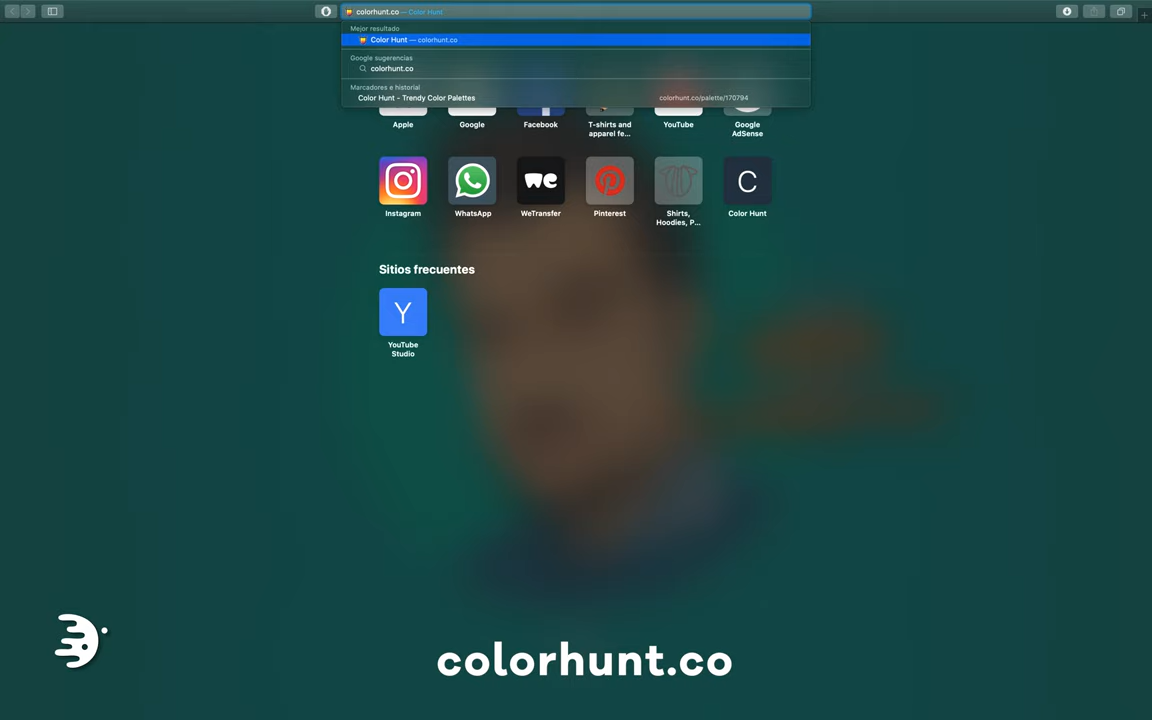 colorhunt.co — Color Hunt
Mejor resultado
Color Hunt — colorhunt.co
Google sugerencias
colorhunt.co
Marcadores e historial
Color Hunt - Trendy Color Palettes colorhunt.co/palette/170794
Apple
Google
Facebook
T-shirts and
apparel fe...
YouTube
Google
AdSense
we
C
Instagram
WhatsApp
WeTransfer
Pinterest
Shirts,
Hoodies, P...
Color Hunt
Sitios frecuentes
Y
YouTube
Studio
colorhunt.co